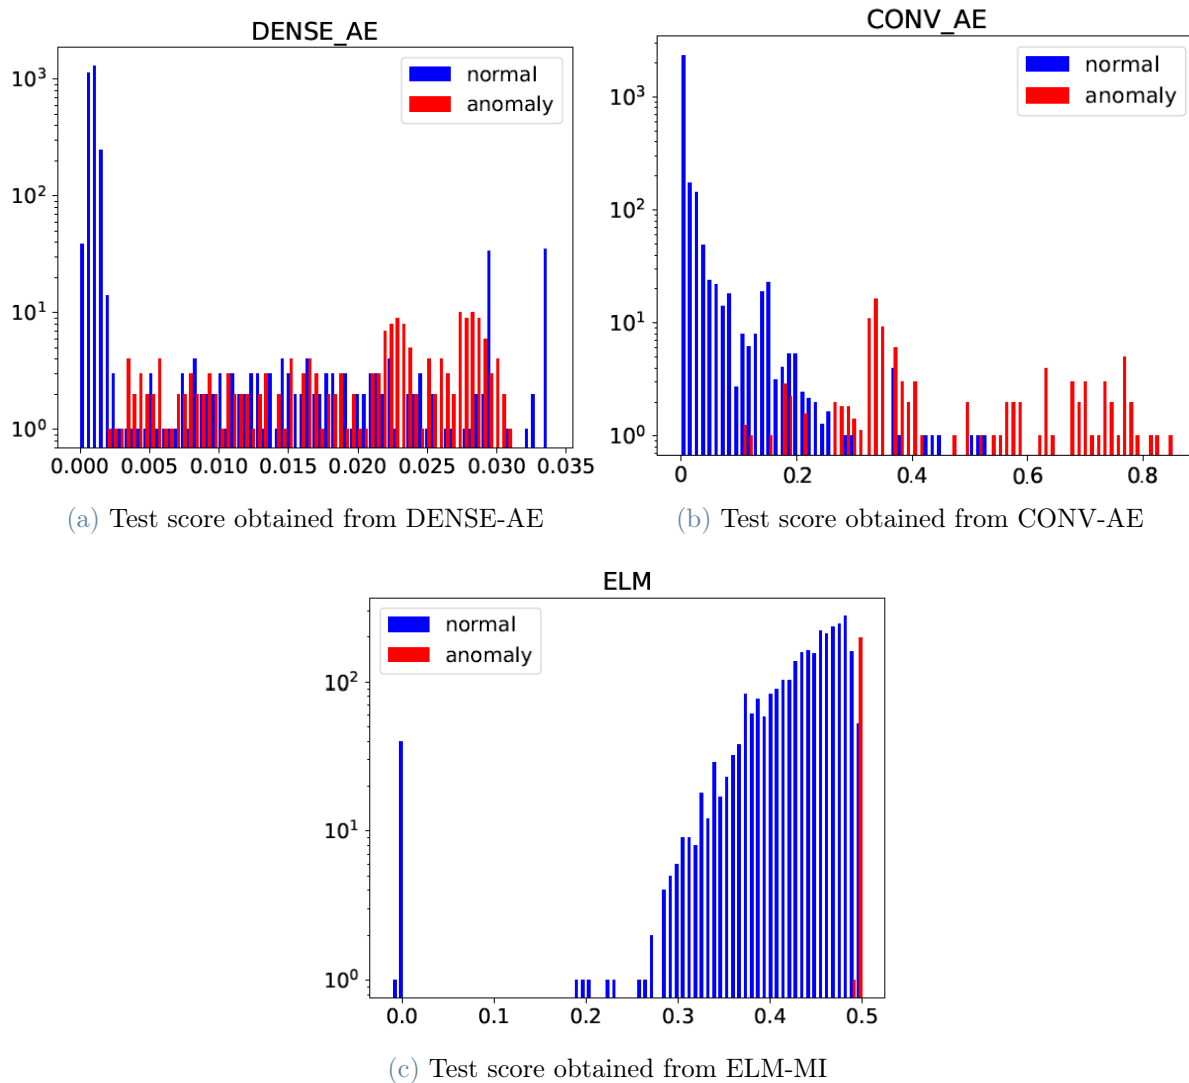 DENSE_AE
normal
anomaly
10³
10²
10¹
10⁰
0.000 0.005 0.010 0.015 0.020 0.025 0.030 0.035
(a) Test score obtained from DENSE-AE
CONV_AE
normal
anomaly
10³
10²
10¹
10⁰
0 0.2 0.4 0.6 0.8
(b) Test score obtained from CONV-AE
ELM
normal
anomaly
10²
10¹
10⁰
0.0 0.1 0.2 0.3 0.4 0.5
(c) Test score obtained from ELM-MI